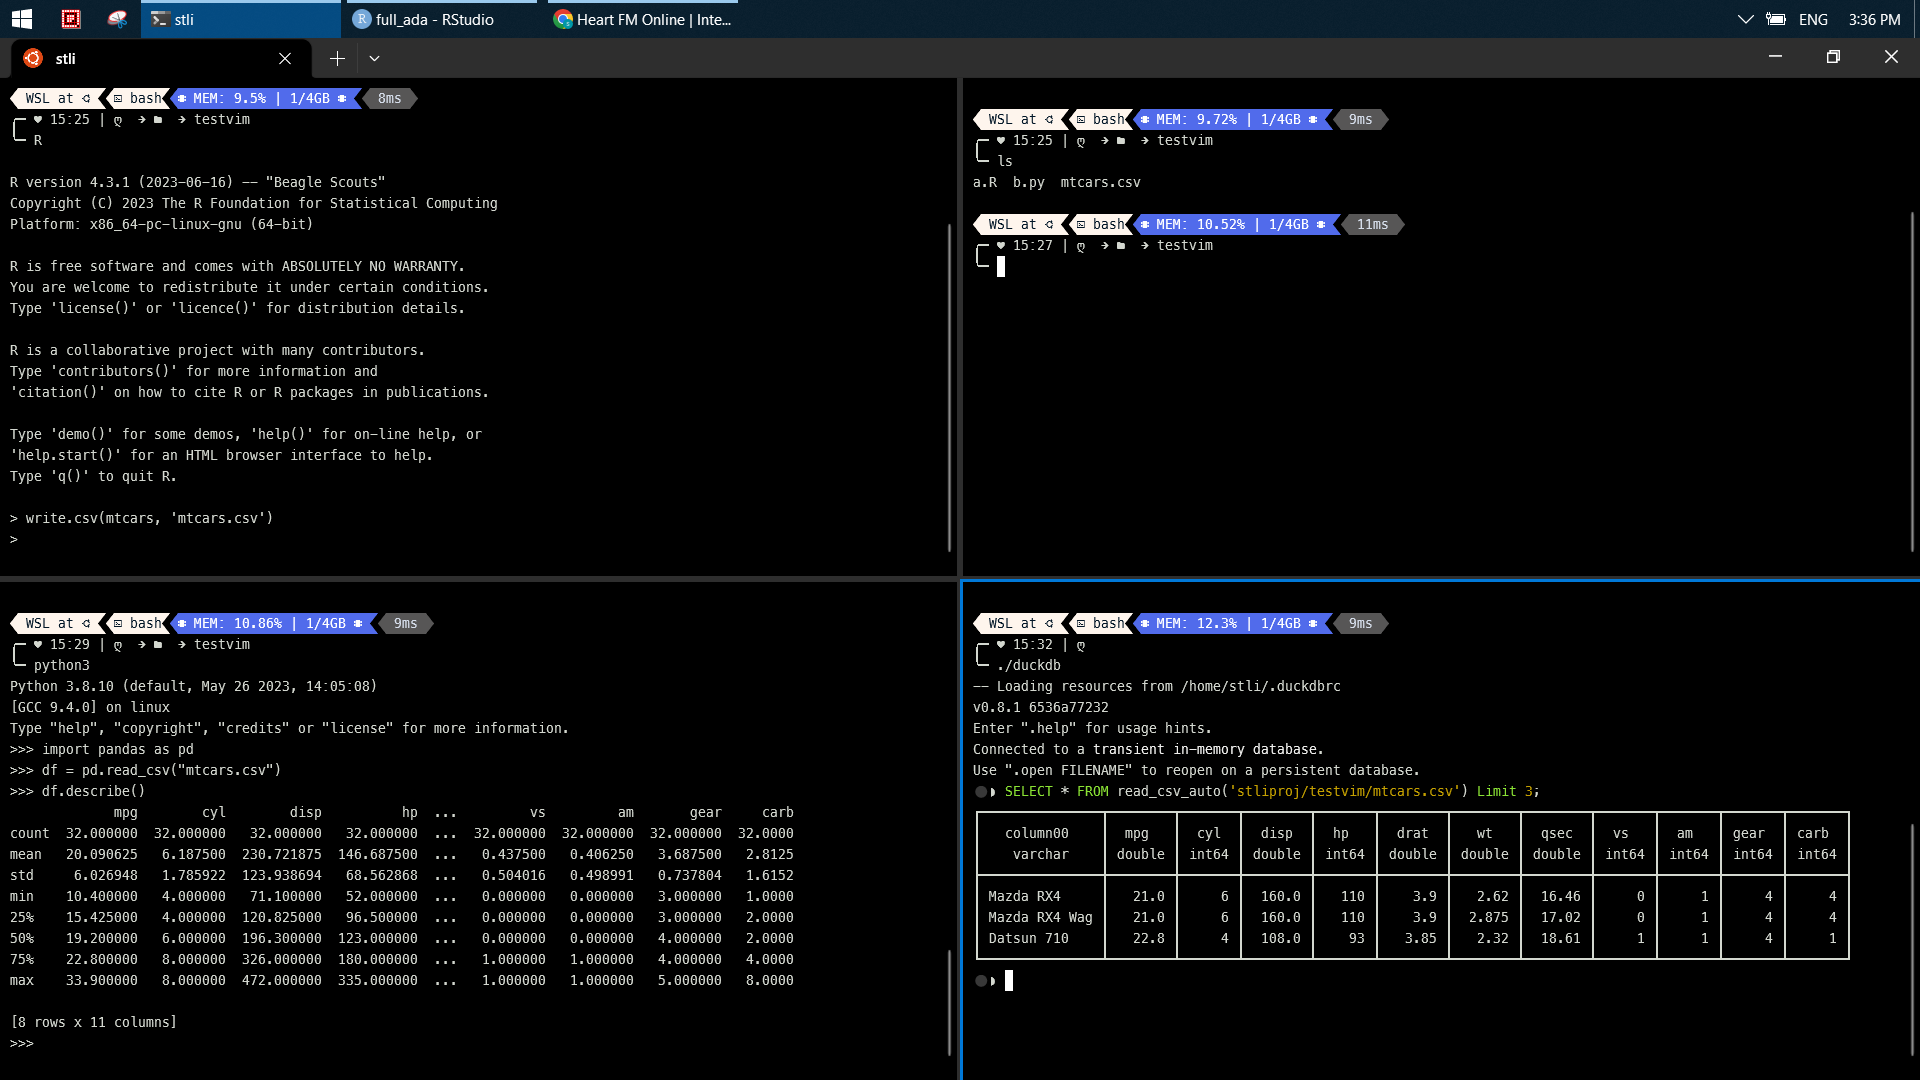 stli
full_ada - RStudio
Heart FM Online | Inte...
ENG
3:36 PM
stli
WSL at
bash
MEM: 9.5% | 1/4GB
8ms
15:25 |
testvim
R
R version 4.3.1 (2023-06-16) -- "Beagle Scouts"
Copyright (C) 2023 The R Foundation for Statistical Computing
Platform: x86_64-pc-linux-gnu (64-bit)
R is free software and comes with ABSOLUTELY NO WARRANTY.
You are welcome to redistribute it under certain conditions.
Type 'license()' or 'licence()' for distribution details.
R is a collaborative project with many contributors.
Type 'contributors()' for more information and
'citation()' on how to cite R or R packages in publications.
Type 'demo()' for some demos, 'help()' for on-line help, or
'help.start()' for an HTML browser interface to help.
Type 'q()' to quit R.
> write.csv(mtcars, 'mtcars.csv')
>
WSL at bash MEM: 9.72% | 1/4GB 9ms
15:25 | testvim
ls
a.R  b.py  mtcars.csv
WSL at bash MEM: 10.52% | 1/4GB 11ms
15:27 | testvim
WSL at bash MEM: 10.86% | 1/4GB 9ms
15:29 | testvim
python3
Python 3.8.10 (default, May 26 2023, 14:05:08)
[GCC 9.4.0] on linux
Type "help", "copyright", "credits" or "license" for more information.
>>> import pandas as pd
>>> df = pd.read_csv("mtcars.csv")
>>> df.describe()
mpg cyl disp hp ... vs am gear carb
count 32.000000 32.000000 32.000000 32.000000 ... 32.000000 32.000000 32.000000 32.0000
mean 20.090625 6.187500 230.721875 146.687500 ... 0.437500 0.406250 3.687500 2.8125
std 6.026948 1.785922 123.938694 68.562868 ... 0.504016 0.498991 0.737804 1.6152
min 10.400000 4.000000 71.100000 52.000000 ... 0.000000 0.000000 3.000000 1.0000
25% 15.425000 4.000000 120.825000 96.500000 ... 0.000000 0.000000 3.000000 2.0000
50% 19.200000 6.000000 196.300000 123.000000 ... 0.000000 0.000000 4.000000 2.0000
75% 22.800000 8.000000 326.000000 180.000000 ... 1.000000 1.000000 4.000000 4.0000
max 33.900000 8.000000 472.000000 335.000000 ... 1.000000 1.000000 5.000000 8.0000
[8 rows x 11 columns]
>>>
WSL at bash MEM: 12.3% | 1/4GB 9ms
15:32 |
./duckdb
-- Loading resources from /home/stli/.duckdbrc
v0.8.1 6536a77232
Enter ".help" for usage hints.
Connected to a transient in-memory database.
Use ".open FILENAME" to reopen on a persistent database.
SELECT * FROM read_csv_auto('stliproj/testvim/mtcars.csv') Limit 3;
column00 mpg cyl disp hp drat wt qsec vs am gear carb
varchar double int64 double int64 double double double int64 int64 int64 int64
Mazda RX4 21.0 6 160.0 110 3.9 2.62 16.46 0 1 4 4
Mazda RX4 Wag 21.0 6 160.0 110 3.9 2.875 17.02 0 1 4 4
Datsun 710 22.8 4 108.0 93 3.85 2.32 18.61 1 1 4 1